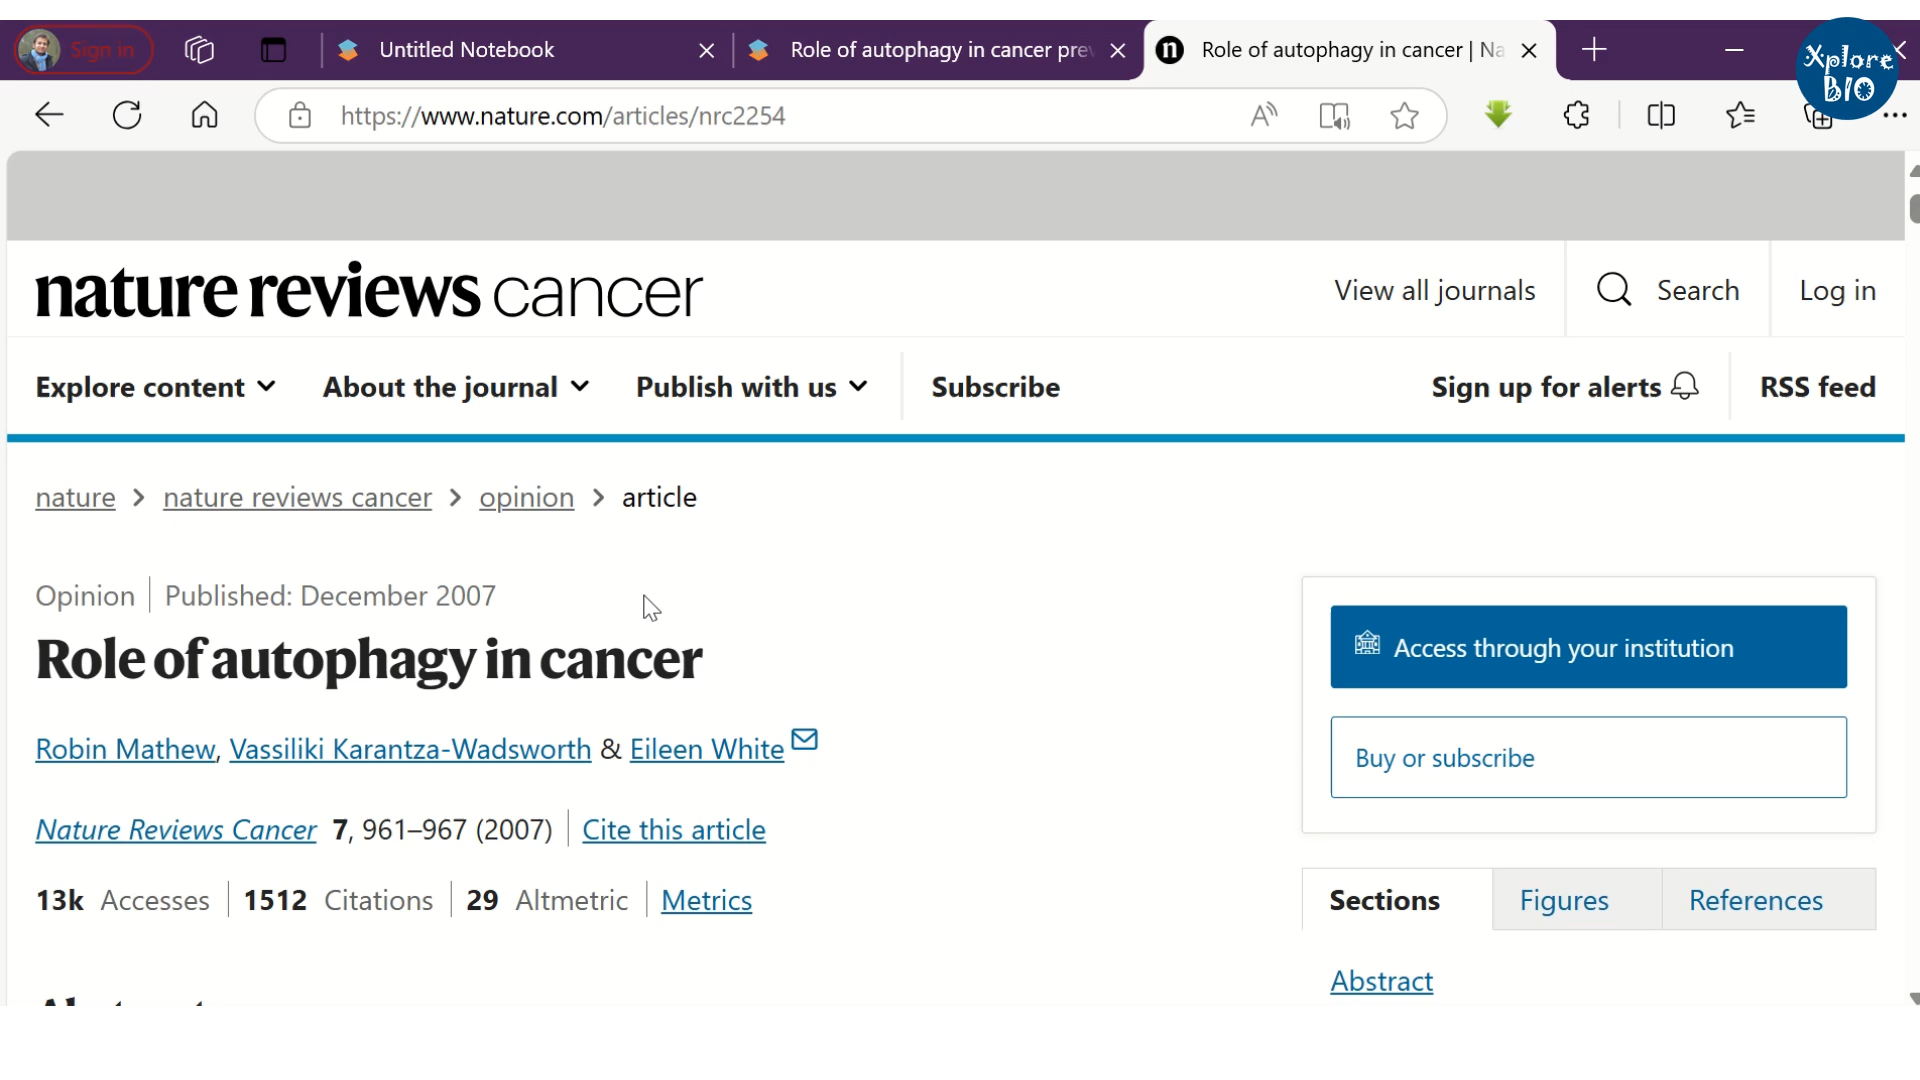 Sign in
Untitled Notebook
Role of autophagy in cancer pre
Role of autophagy in cancer | Na
Xplore
BIO
https://www.nature.com/articles/nrc2254
nature reviews cancer
View all journals
Search
Log in
Explore content
About the journal
Publish with us
Subscribe
Sign up for alerts
RSS feed
nature > nature reviews cancer > opinion > article
Opinion | Published: December 2007
Role of autophagy in cancer
Robin Mathew, Vassiliki Karantza-Wadsworth & Eileen White
Nature Reviews Cancer 7, 961–967 (2007) | Cite this article
13k Accesses | 1512 Citations | 29 Altmetric | Metrics
Access through your institution
Buy or subscribe
Sections
Figures
References
Abstract